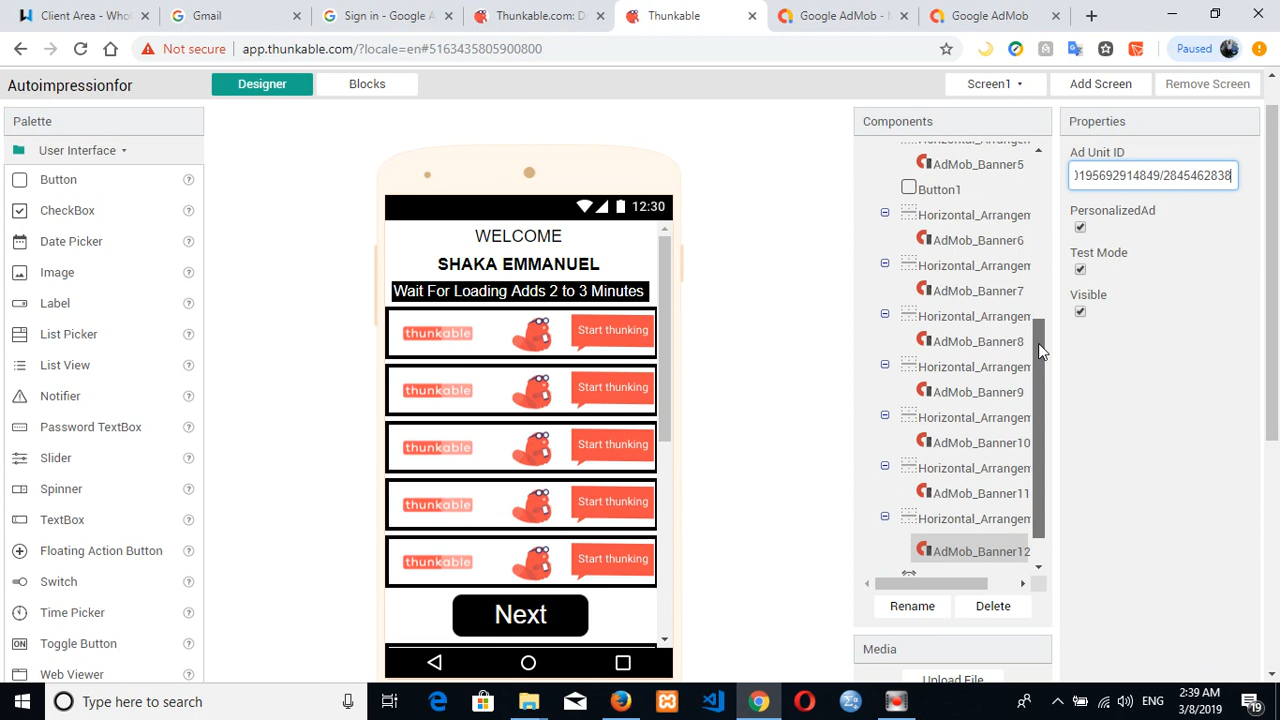 Client Area - Who
Gmail
Sign in - Google A
Thunkable.com: D
Thunkable
Google AdMob - 
Google AdMob
Not secure
app.thunkable.com/?locale=en#5163435805900800
Paused
Autoimpressionfor
Designer
Blocks
Screen1
Add Screen
Remove Screen
Palette
User Interface
Button
CheckBox
Date Picker
Image
Label
List Picker
List View
Notifier
Password TextBox
Slider
Spinner
TextBox
Floating Action Button
Switch
Time Picker
Toggle Button
Web Viewer
12:30
WELCOME
SHAKA EMMANUEL
Wait For Loading Adds 2 to 3 Minutes
thunkable Start thunking
thunkable Start thunking
thunkable Start thunking
thunkable Start thunking
thunkable Start thunking
Next
Components
Horizontal_Arrangem
AdMob_Banner5
Button1
Horizontal_Arrangem
AdMob_Banner6
Horizontal_Arrangem
AdMob_Banner7
Horizontal_Arrangem
AdMob_Banner8
Horizontal_Arrangem
AdMob_Banner9
Horizontal_Arrangem
AdMob_Banner10
Horizontal_Arrangem
AdMob_Banner11
Horizontal_Arrangem
AdMob_Banner12
Rename
Delete
Media
Upload File
Properties
Ad Unit ID
0195692914849/2845462838
PersonalizedAd
Test Mode
Visible
Type here to search
ENG
2:39 AM
3/8/2019
19